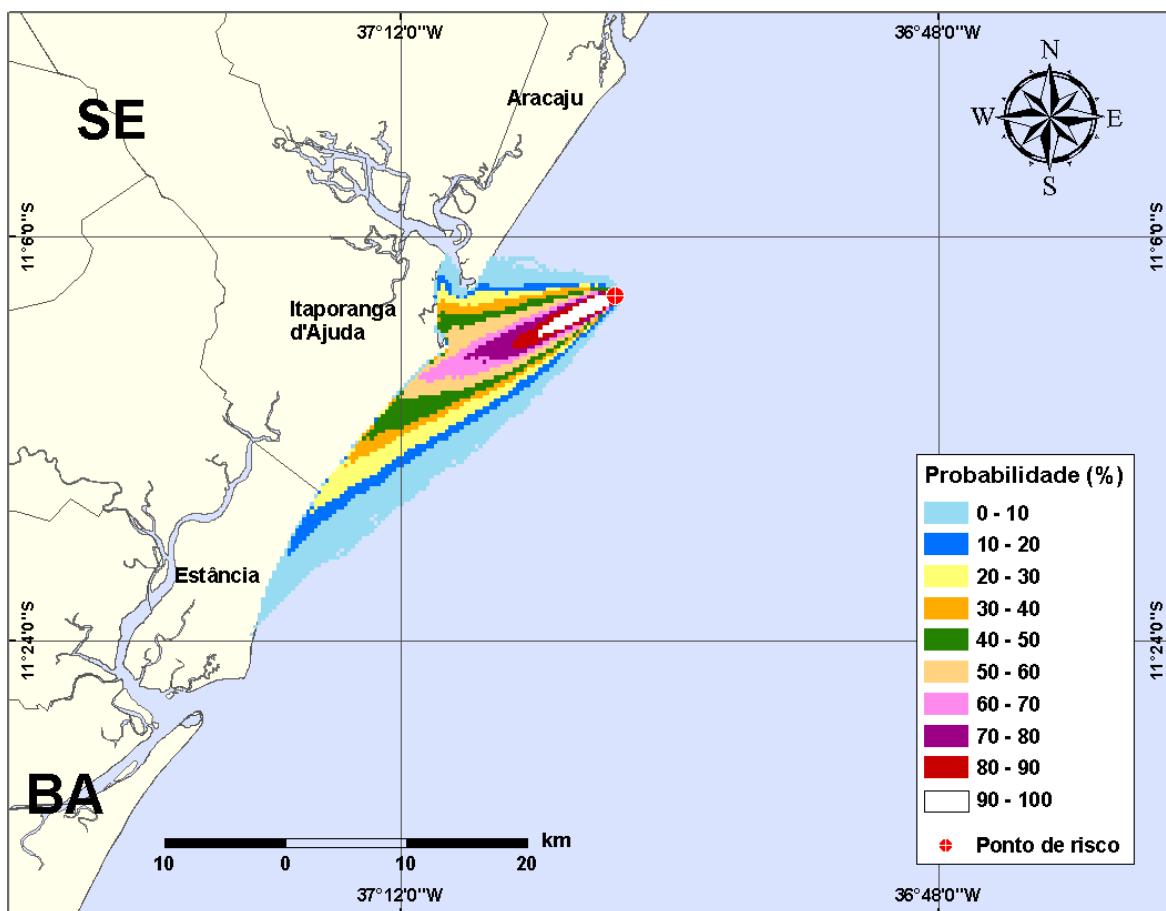 37°12'0"W
36°48'0"W
N
W
E
S
SE
Aracaju
11°6'0"S
11°6'0"S
Itaporanga
d'Ajuda
Estância
11°24'0"S
11°24'0"S
BA
Probabilidade (%)
0 - 10
10 - 20
20 - 30
30 - 40
40 - 50
50 - 60
60 - 70
70 - 80
80 - 90
90 - 100
Ponto de risco
km
10 0 10 20
37°12'0"W
36°48'0"W